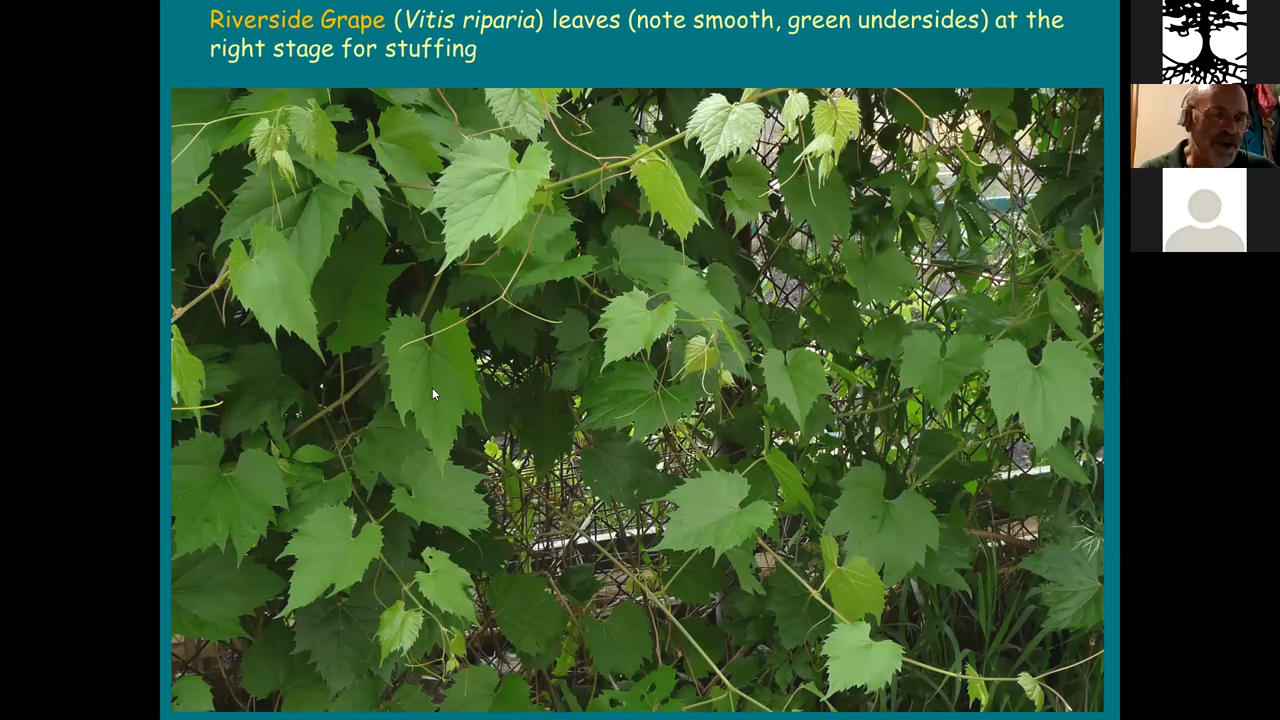 Riverside Grape (Vitis riparia) leaves (note smooth, green undersides) at the
right stage for stuffing